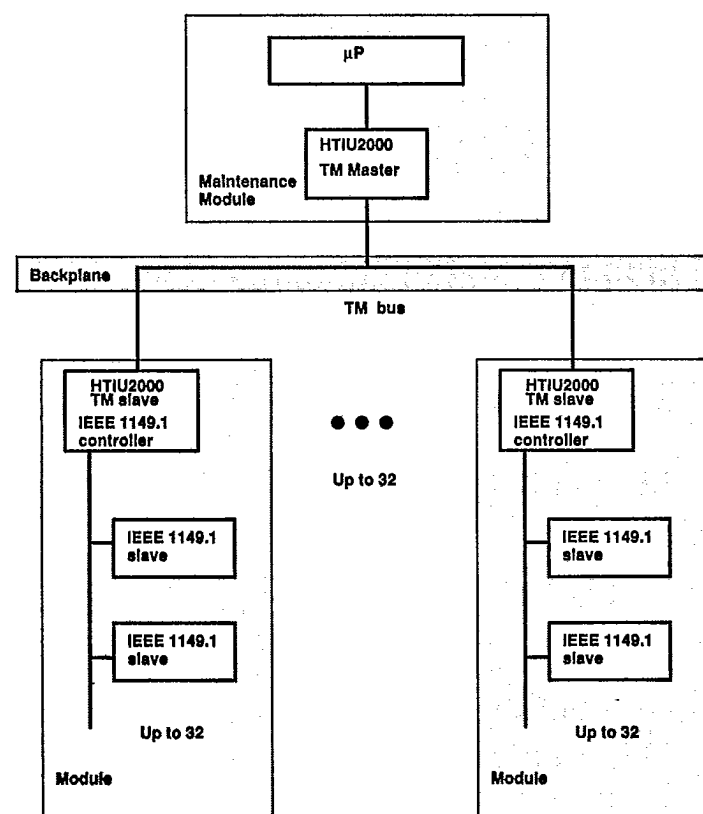 μP
HTIU2000
TM Master
Maintenance
Module
Backplane
TM bus
HTIU2000
TM slave
IEEE 1149.1
controller
HTIU2000
TM slave
IEEE 1149.1
controller
Up to 32
IEEE 1149.1
slave
IEEE 1149.1
slave
IEEE 1149.1
slave
IEEE 1149.1
slave
Up to 32
Up to 32
Module
Module